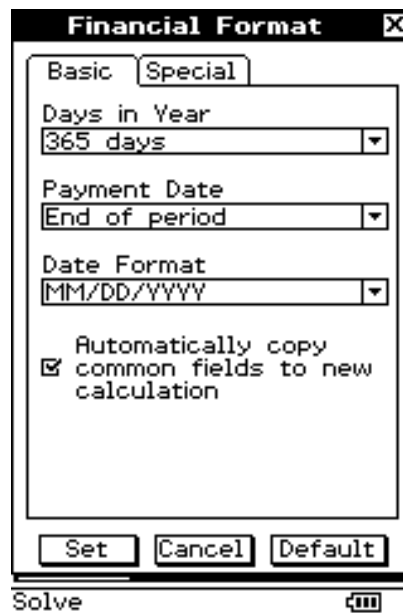 Financial Format
Basic Special
Days in Year
365 days
Payment Date
End of period
Date Format
MM/DD/YYYY
Automatically copy
common fields to new
calculation
Set Cancel Default
Solve